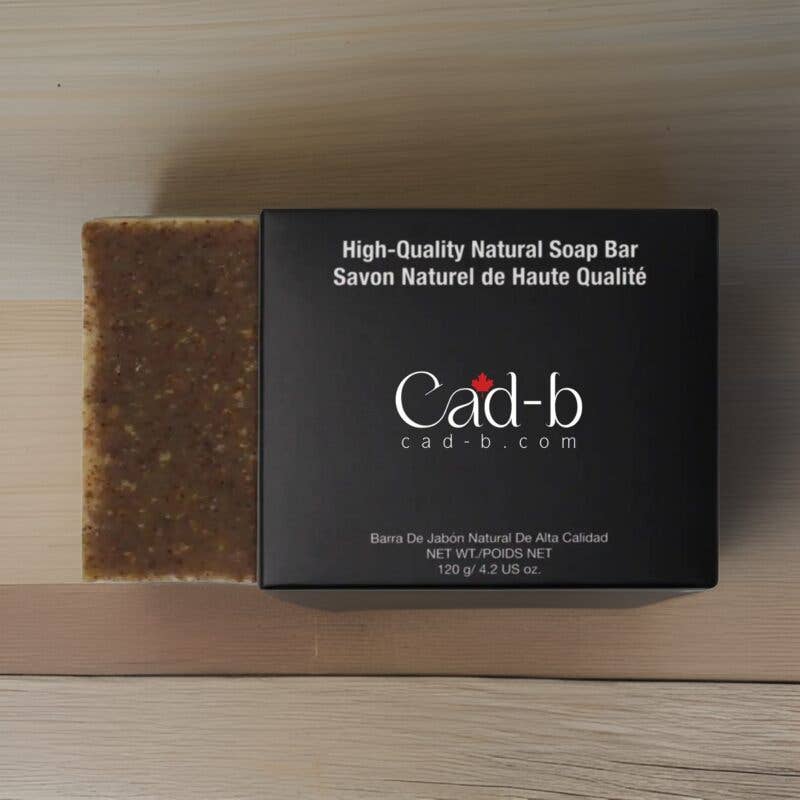 High-Quality Natural Soap Bar
Savon Naturel de Haute Qualité
Cad-b
cad-b.com
Barra De Jabón Natural De Alta Calidad
NET WT./POIDS NET
120 g/ 4.2 US oz.